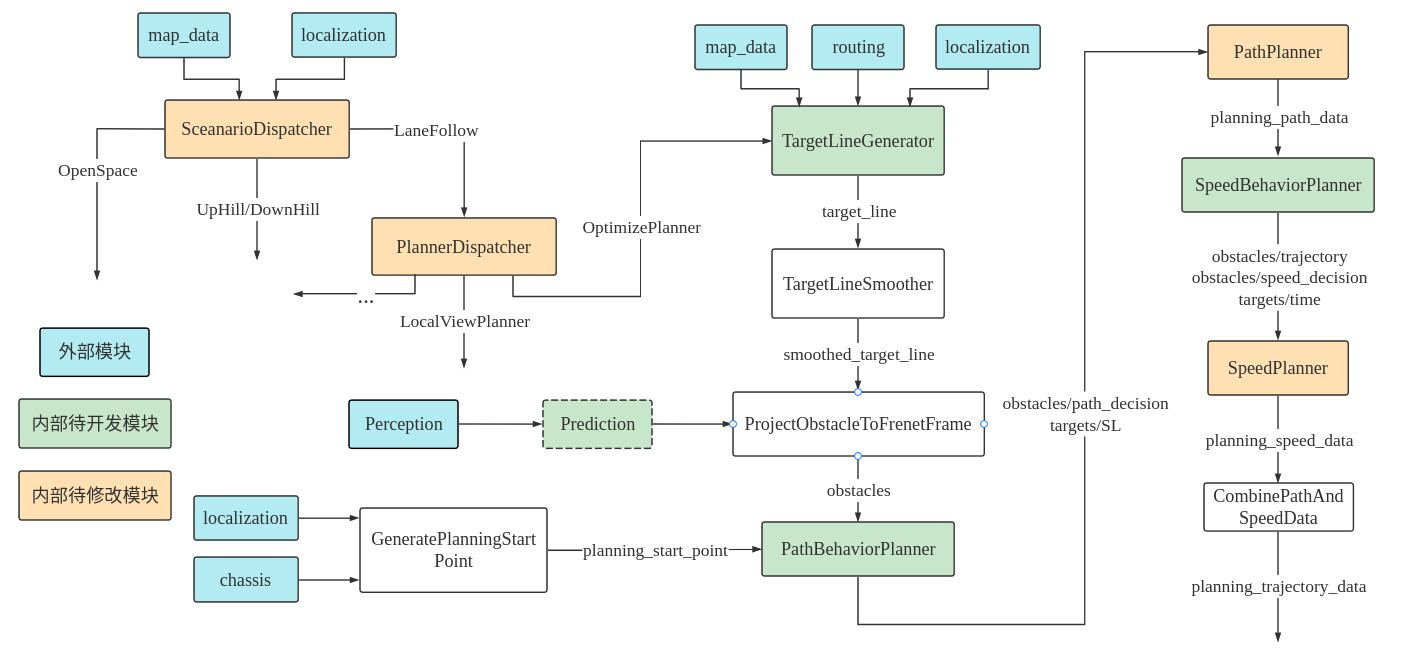 map_data
localization
SceanarioDispatcher
OpenSpace
UpHill/DownHill
LaneFollow
PlannerDispatcher
...
LocalViewPlanner
OptimizePlanner
外部模块
内部待开发模块
内部待修改模块
Perception
Prediction
localization
chassis
GeneratePlanningStart
Point
planning_start_point
map_data
routing
localization
TargetLineGenerator
target_line
TargetLineSmoother
smoothed_target_line
ProjectObstacleToFrenetFrame
obstacles
PathBehaviorPlanner
obstacles/path_decision
targets/SL
PathPlanner
planning_path_data
SpeedBehaviorPlanner
obstacles/trajectory
obstacles/speed_decision
targets/time
SpeedPlanner
planning_speed_data
CombinePathAnd
SpeedData
planning_trajectory_data